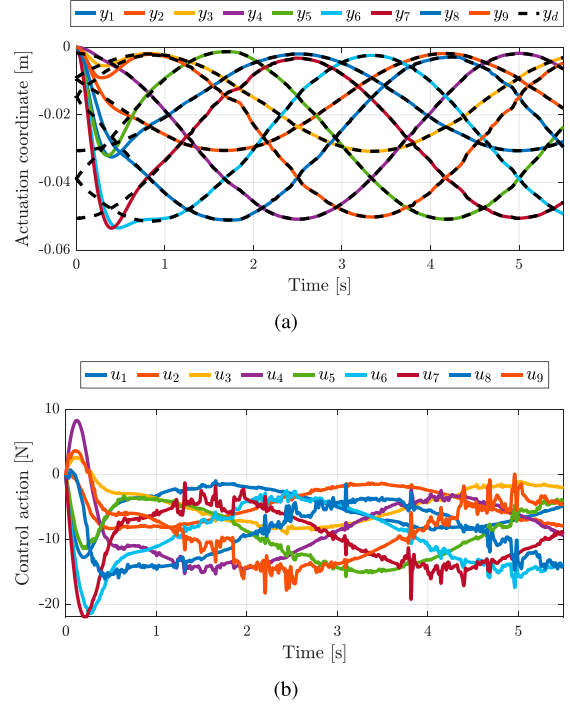 y1 y2 y3 y4 y5 y6 y7 y8 y9 yd
Actuation coordinate [m]
0
-0.02
-0.04
-0.06
0 1 2 3 4 5
Time [s]
(a)
u1 u2 u3 u4 u5 u6 u7 u8 u9
Control action [N]
10
0
-10
-20
0 1 2 3 4 5
Time [s]
(b)